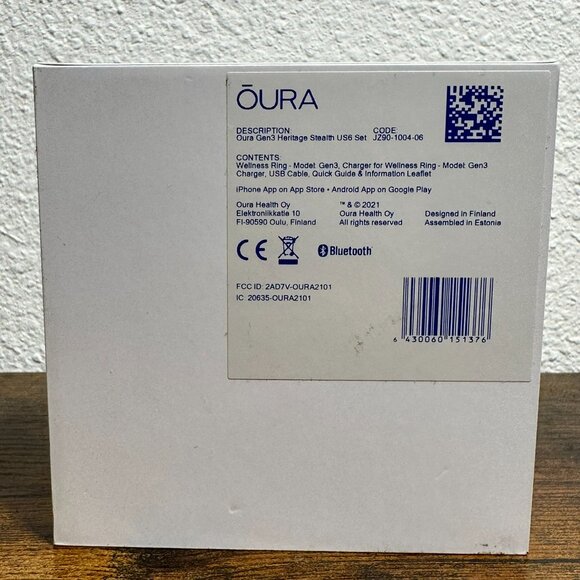 ŌURA
DESCRIPTION: CODE:
Oura Gen3 Heritage Stealth US6 Set JZ90-1004-06
CONTENTS:
Wellness Ring - Model: Gen3, Charger for Wellness Ring - Model: Gen3
Charger, USB Cable, Quick Guide & Information Leaflet
iPhone App on App Store • Android App on Google Play
Oura Health Oy ™ & © 2021
Elektroniikkatie 10 Oura Health Oy Designed in Finland
FI-90590 Oulu, Finland All rights reserved Assembled in Estonia
CE Bluetooth
FCC ID: 2AD7V-OURA2101
IC: 20635-OURA2101
6 430060 151376